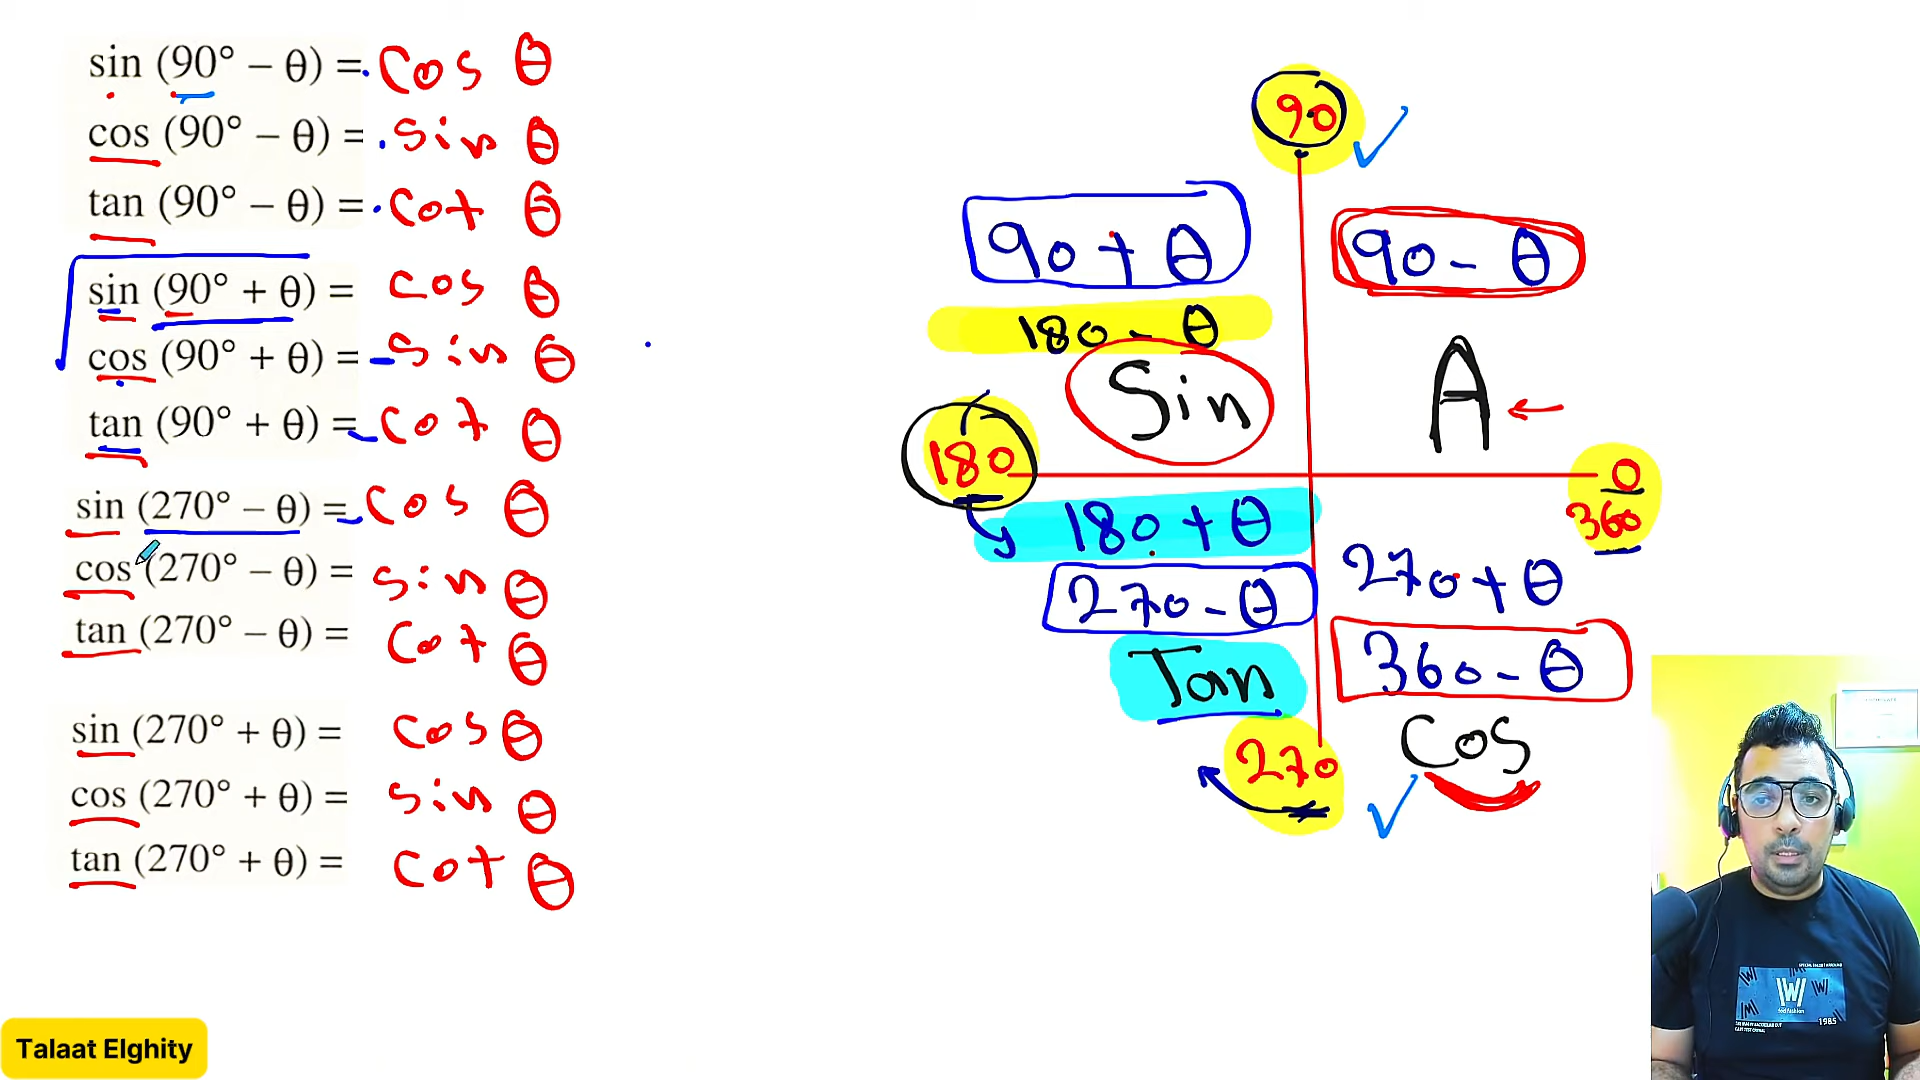 sin (90° − θ) = cos θ
cos (90° − θ) = sin θ
tan (90° − θ) = cot θ
sin (90° + θ) = cos θ
cos (90° + θ) = - sin θ
tan (90° + θ) = - cot θ
sin (270° − θ) = - cos θ
cos (270° − θ) = sin θ
tan (270° − θ) = cot θ
sin (270° + θ) = cos θ
cos (270° + θ) = sin θ
tan (270° + θ) = cot θ
90
90 + θ
90 - θ
180 - θ
Sin
A
180
0
360
180 + θ
270 - θ
270 + θ
360 - θ
Tan
Cos
270
Talaat Elghity
W
1985